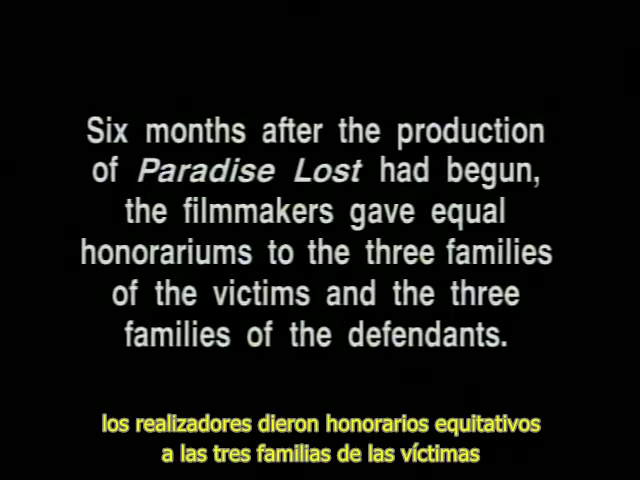 Six months after the production
of Paradise Lost had begun,
the filmmakers gave equal
honorariums to the three families
of the victims and the three
families of the defendants.
los realizadores dieron honorarios equitativos
a las tres familias de las víctimas